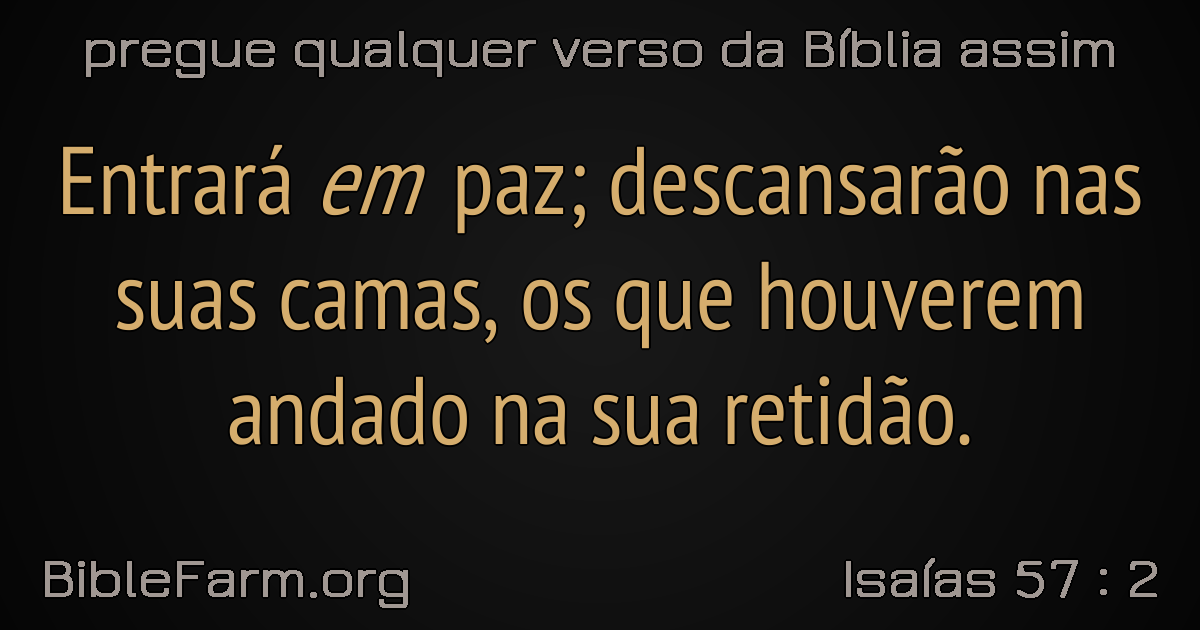 pregue qualquer verso da Bíblia assim
Entrará em paz; descansarão nas
suas camas, os que houverem
andado na sua retidão.
BibleFarm.org
Isaías 57 : 2